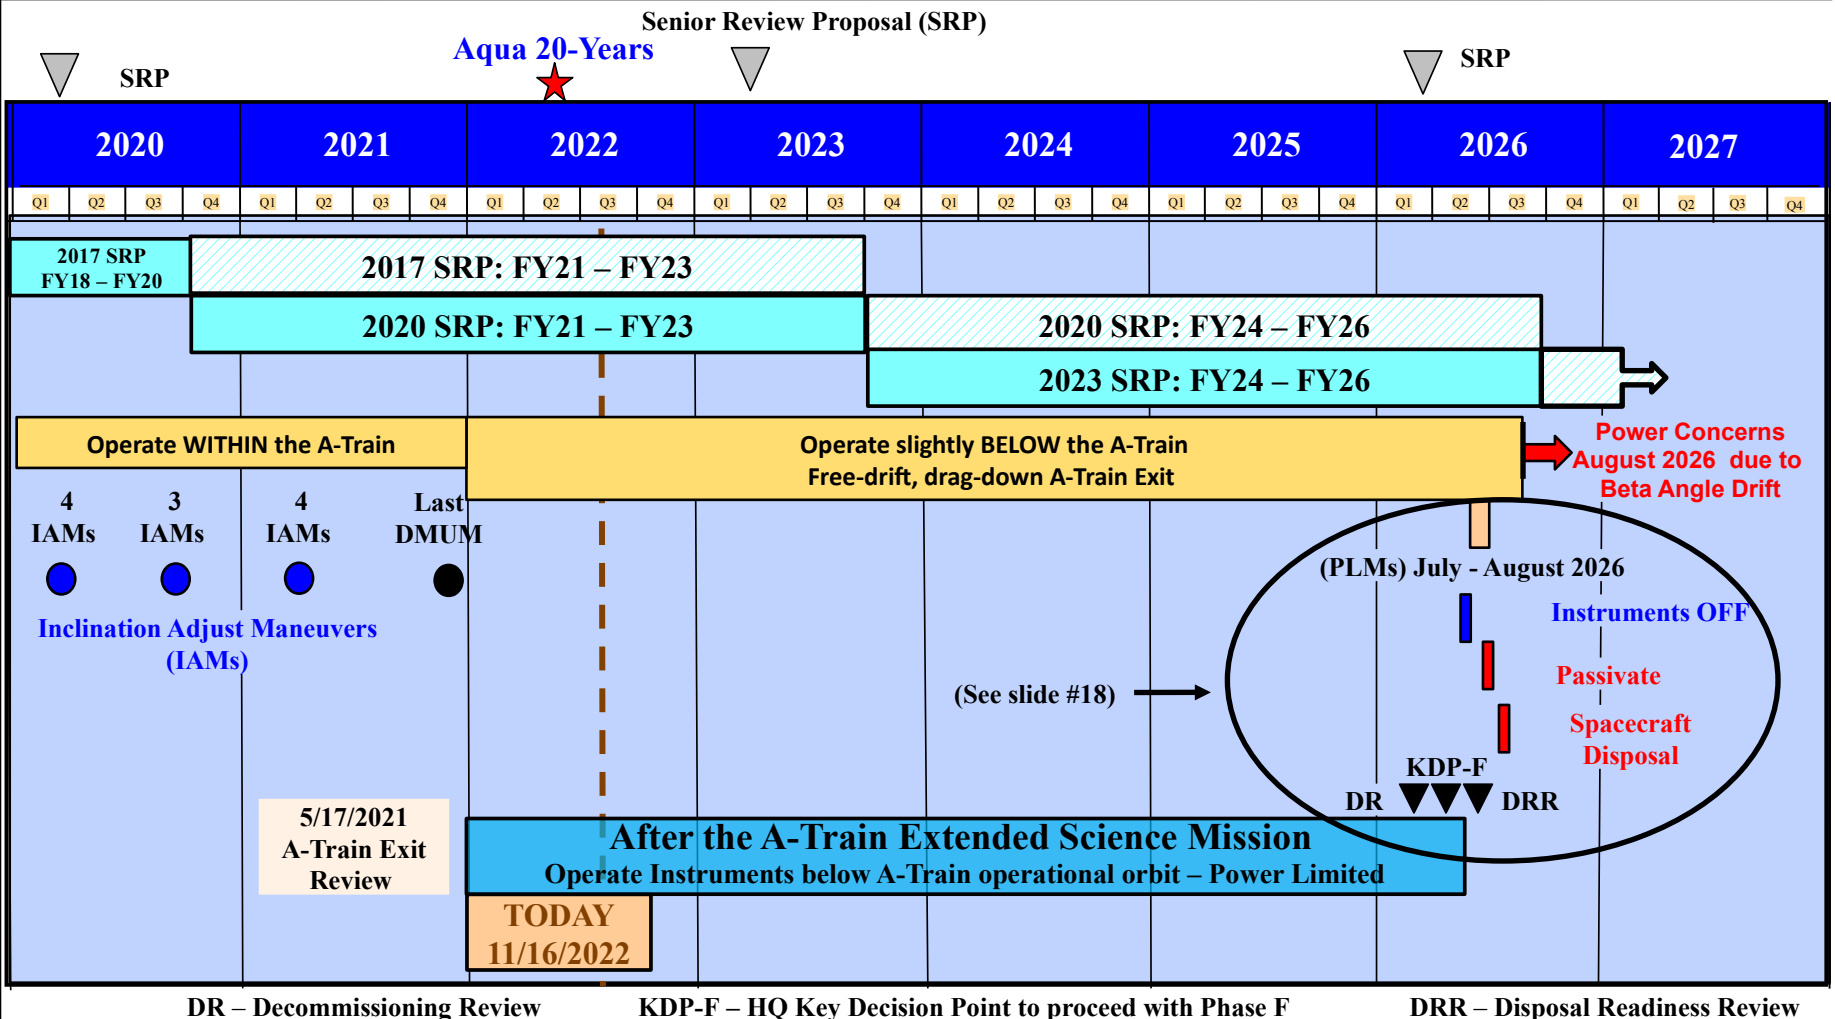 Senior Review Proposal (SRP)
Aqua 20-Years
SRP
SRP
2020 2021 2022 2023 2024 2025 2026 2027
Q1 Q2 Q3 Q4 Q1 Q2 Q3 Q4 Q1 Q2 Q3 Q4 Q1 Q2 Q3 Q4 Q1 Q2 Q3 Q4 Q1 Q2 Q3 Q4 Q1 Q2 Q3 Q4 Q1 Q2 Q3 Q4
2017 SRP
FY18 – FY20
2017 SRP: FY21 – FY23
2020 SRP: FY21 – FY23
2020 SRP: FY24 – FY26
2023 SRP: FY24 – FY26
Operate WITHIN the A-Train
Operate slightly BELOW the A-Train
Free-drift, drag-down A-Train Exit
Power Concerns
August 2026 due to
Beta Angle Drift
4
IAMs
3
IAMs
4
IAMs
Last
DMUM
Inclination Adjust Maneuvers
(IAMs)
(PLMs) July - August 2026
Instruments OFF
Passivate
(See slide #18)
Spacecraft
Disposal
KDP-F
DR
DRR
5/17/2021
A-Train Exit
Review
After the A-Train Extended Science Mission
Operate Instruments below A-Train operational orbit – Power Limited
TODAY
11/16/2022
DR – Decommissioning Review
KDP-F – HQ Key Decision Point to proceed with Phase F
DRR – Disposal Readiness Review